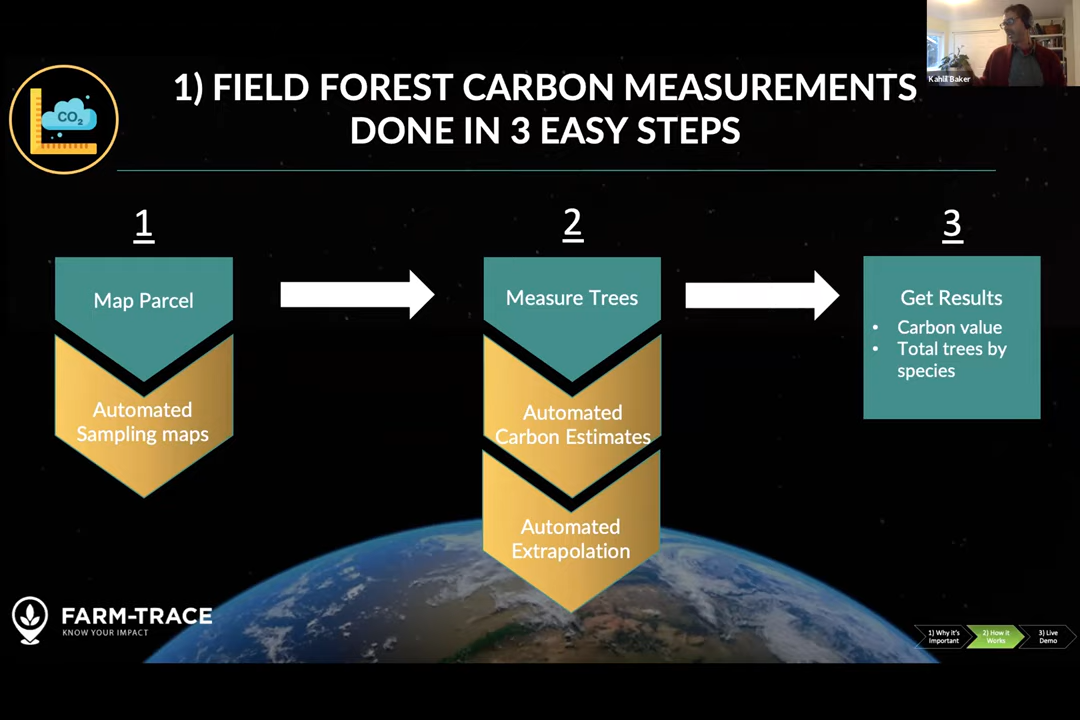 Kahlil Baker
CO2
1) FIELD FOREST CARBON MEASUREMENTS
DONE IN 3 EASY STEPS
1
2
3
Map Parcel
Automated
Sampling maps
Measure Trees
Automated
Carbon Estimates
Automated
Extrapolation
Get Results
• Carbon value
• Total trees by
species
FARM-TRACE
KNOW YOUR IMPACT
1) Why it's
Important
2) How it
Works
3) Live
Demo